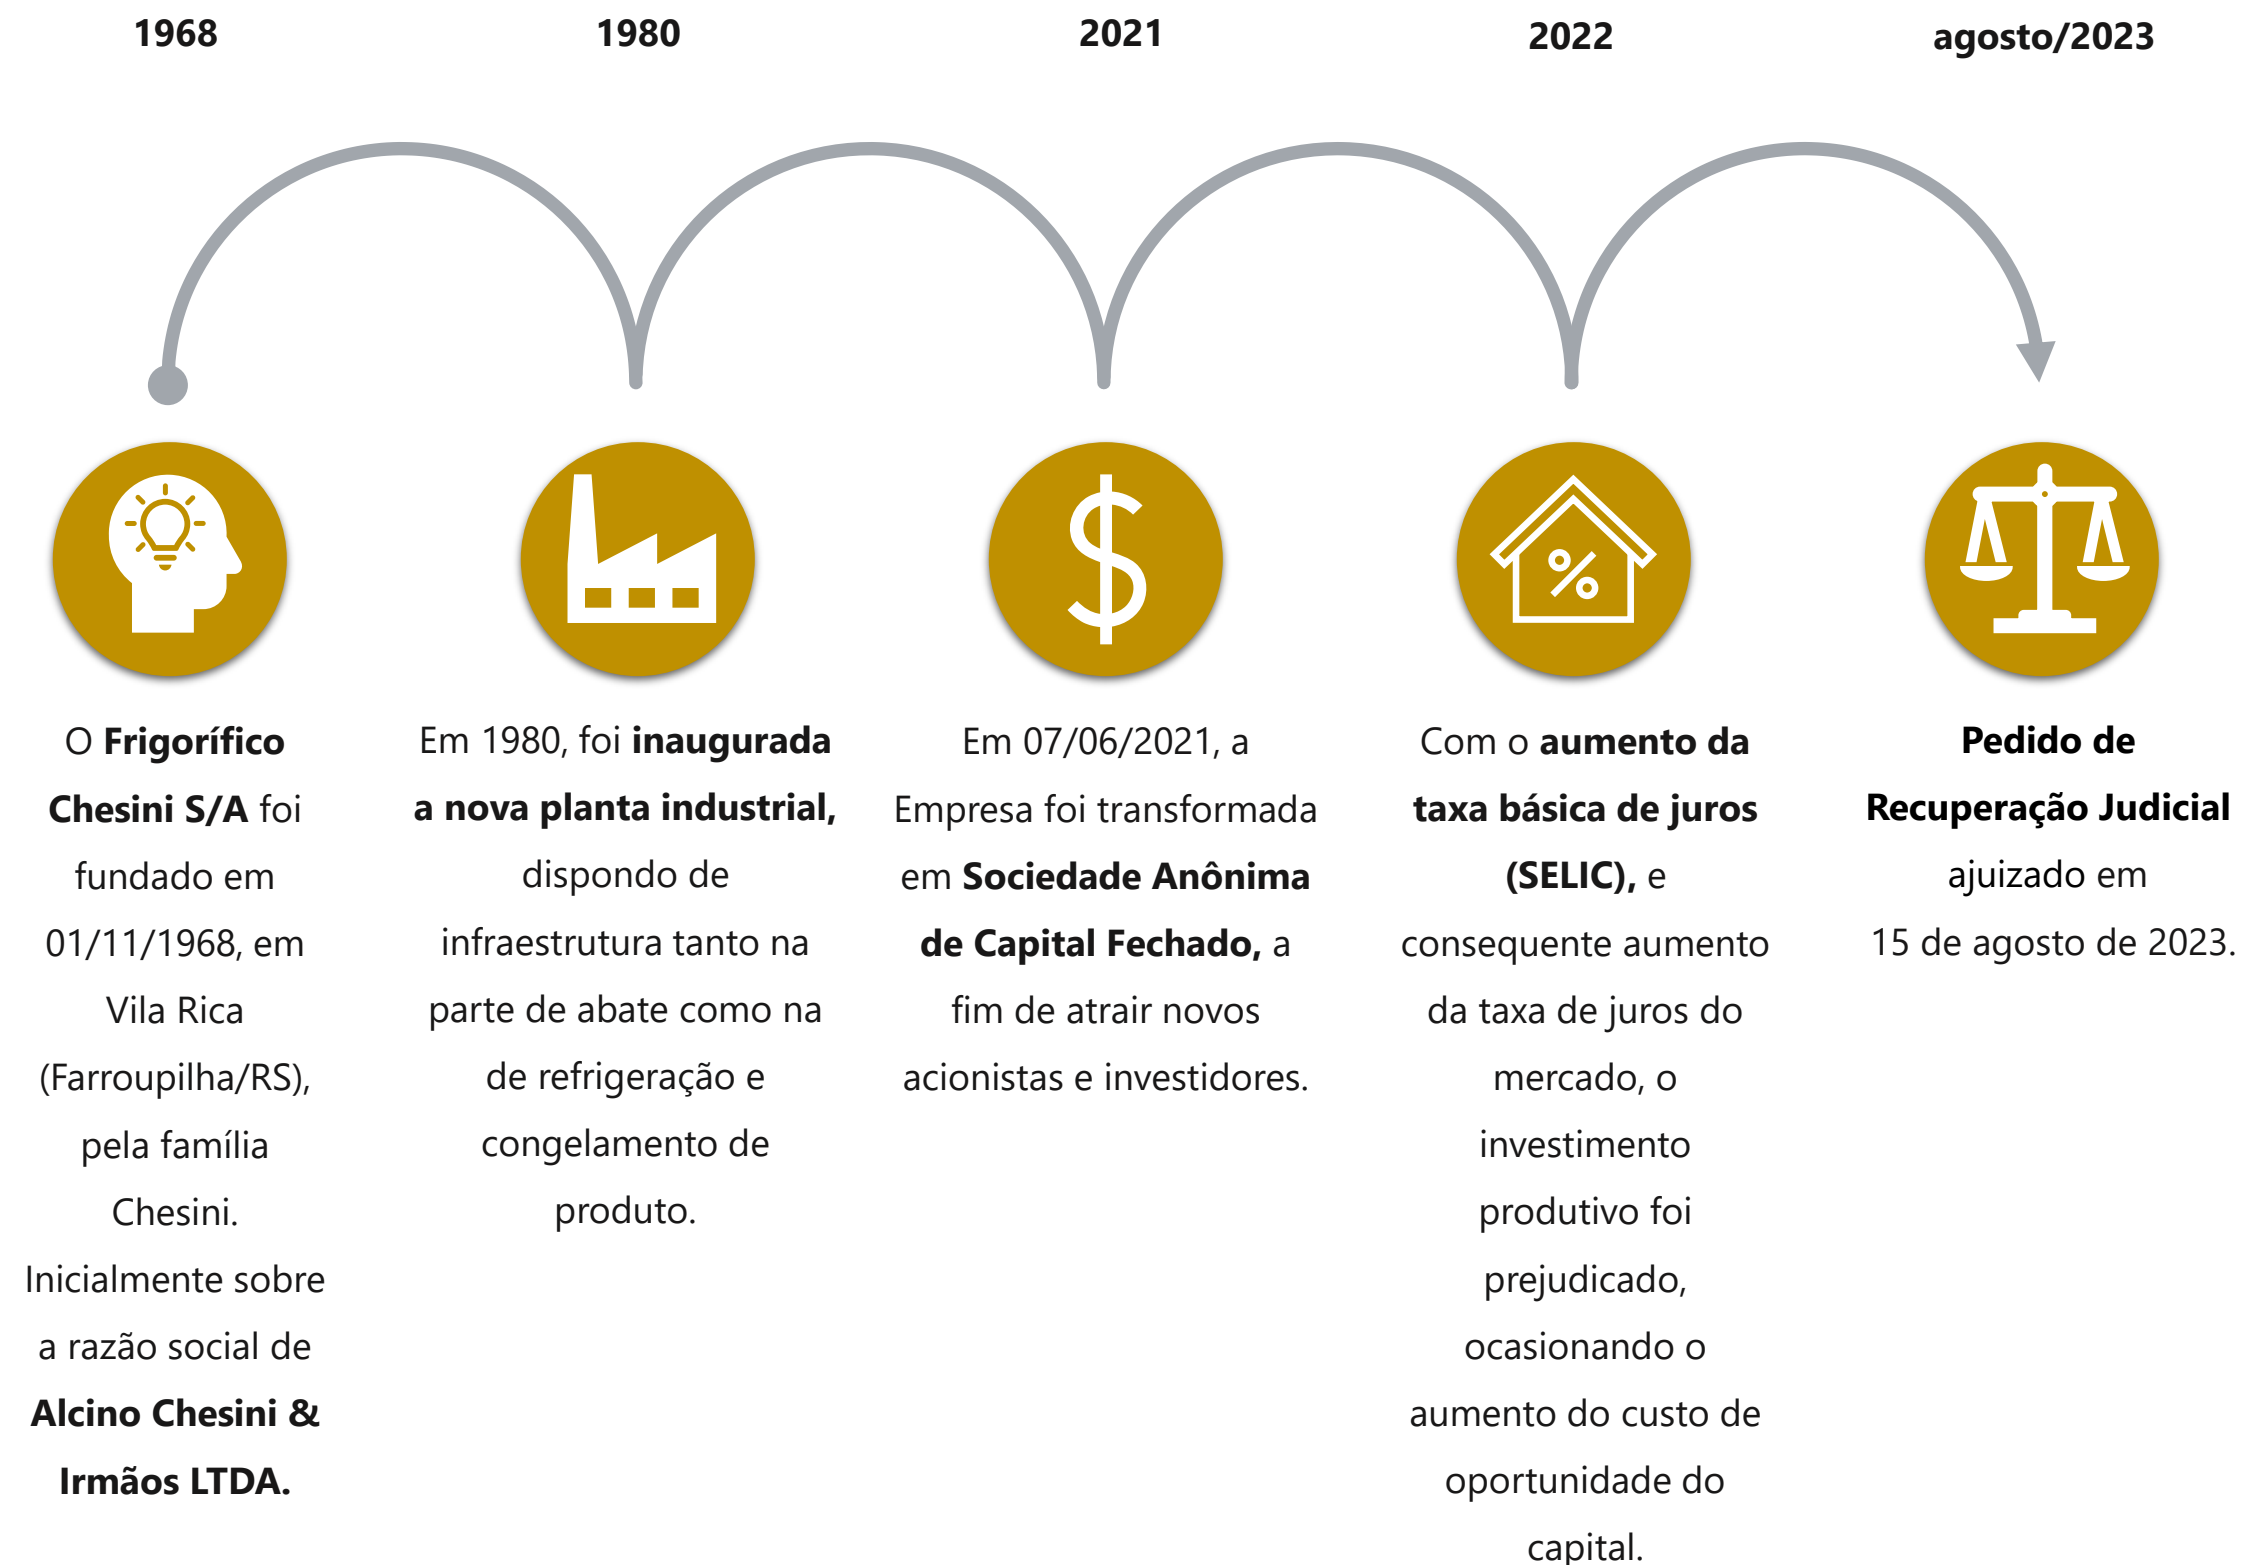 1968
1980
2021
2022
agosto/2023
O Frigorífico
Chesini S/A foi
fundado em
01/11/1968, em
Vila Rica
(Farroupilha/RS),
pela família
Chesini.
Inicialmente sobre
a razão social de
Alcino Chesini &
Irmãos LTDA.
Em 1980, foi inaugurada
a nova planta industrial,
dispondo de
infraestrutura tanto na
parte de abate como na
de refrigeração e
congelamento de
produto.
Em 07/06/2021, a
Empresa foi transformada
em Sociedade Anônima
de Capital Fechado, a
fim de atrair novos
acionistas e investidores.
Com o aumento da
taxa básica de juros
(SELIC), e
consequente aumento
da taxa de juros do
mercado, o
investimento
produtivo foi
prejudicado,
ocasionando o
aumento do custo de
oportunidade do
capital.
Pedido de
Recuperação Judicial
ajuizado em
15 de agosto de 2023.